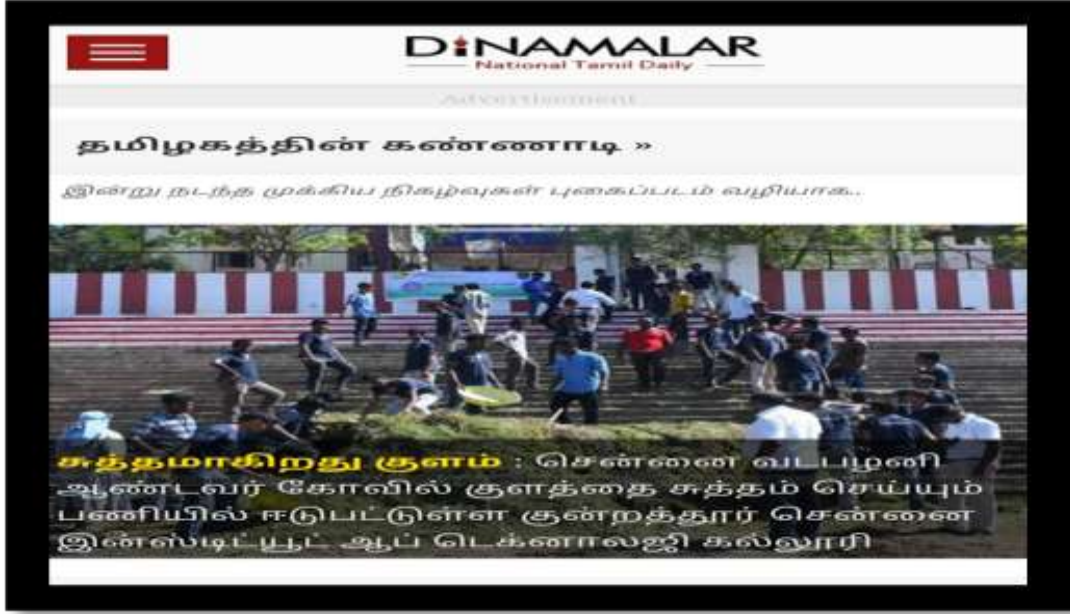 DiNAMALAR
National Tamil Daily
Advertisement
தமிழகத்தின் கண்ணாடி »
இன்று நடந்த முக்கிய நிகழ்வுகள் புகைப்படம் வழியாக..
சுத்தமாகிறது குளம் : சென்னை வடபழனி
ஆண்டவர் கோவில் குளத்தை சுத்தம் செய்யும்
பணியில் ஈடுபட்டுள்ள குன்றத்தூர் சென்னை
இன்ஸ்டிட்யூட் ஆப் டெக்னாலஜி கல்லூரி